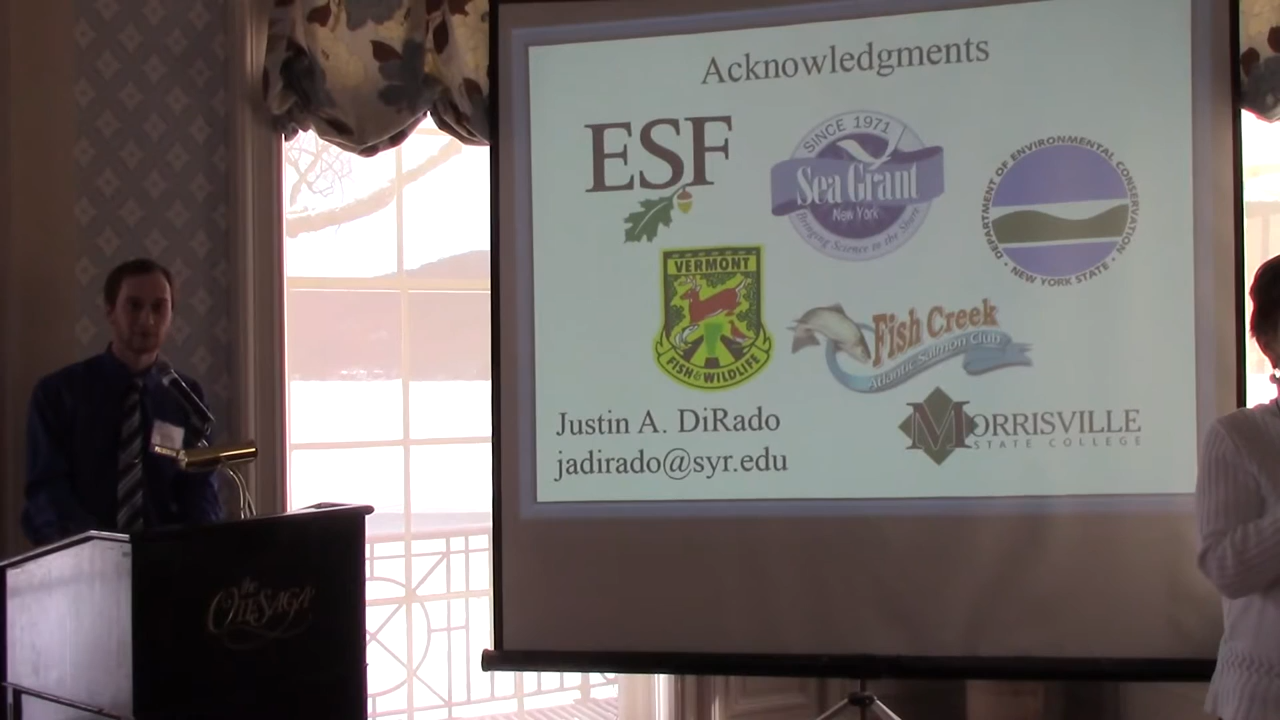 Acknowledgments
ESF
SINCE 1971
Sea Grant
New York
Bringing Science to the Shore
DEPARTMENT OF ENVIRONMENTAL CONSERVATION
• NEW YORK STATE •
VERMONT
FISH & WILDLIFE
Fish Creek
Atlantic Salmon Club
MORRISVILLE
STATE COLLEGE
Justin A. DiRado
jadirado@syr.edu
the
OTESAGA